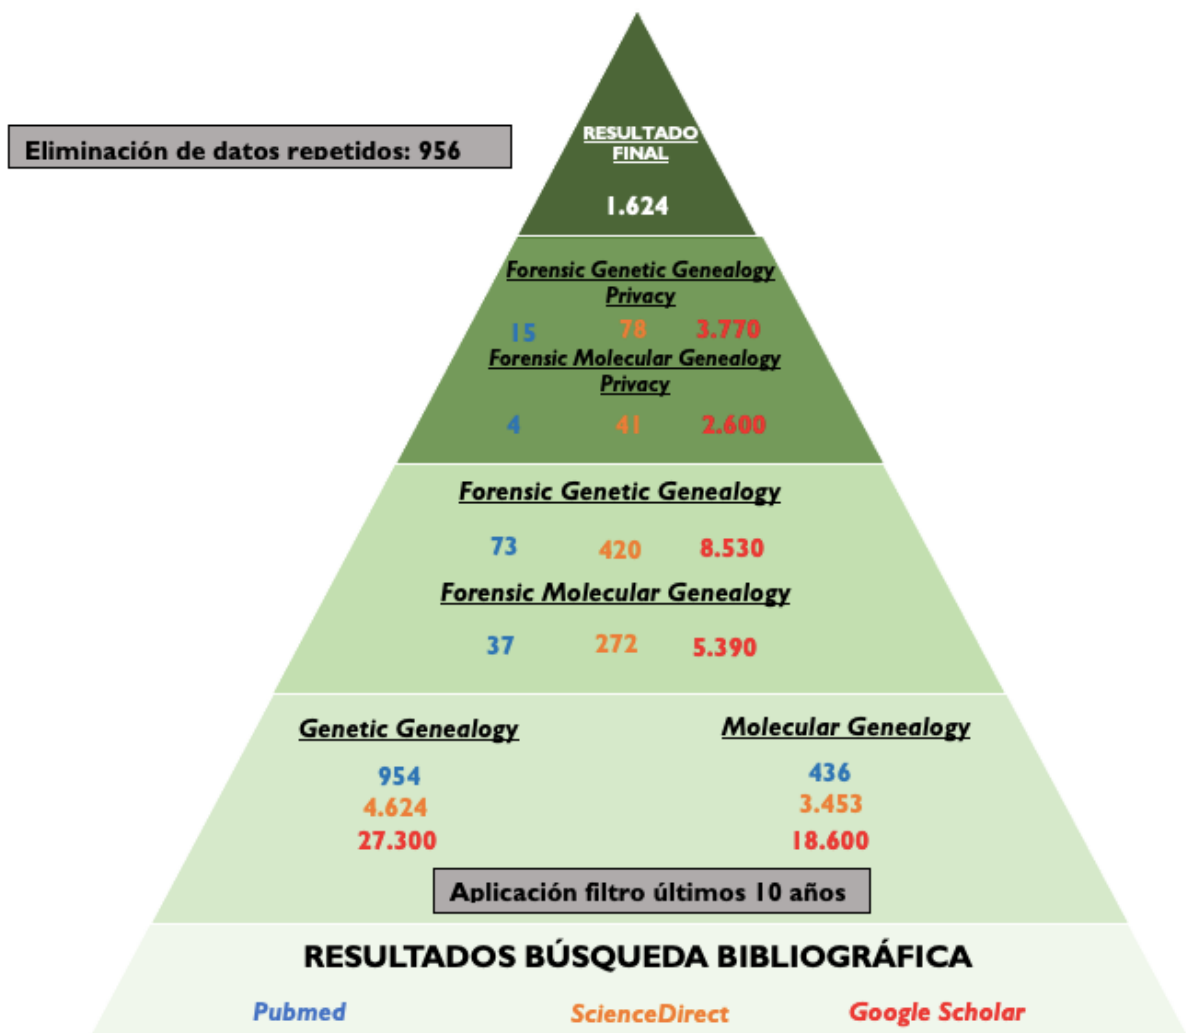 RESULTADO
FINAL
Eliminación de datos repetidos: 956
1.624
Forensic Genetic Genealogy
Privacy
15 78 3.770
Forensic Molecular Genealogy
Privacy
4 41 2.600
Forensic Genetic Genealogy
73 420 8.530
Forensic Molecular Genealogy
37 272 5.390
Genetic Genealogy Molecular Genealogy
954 436
4.624 3.453
27.300 18.600
Aplicación filtro últimos 10 años
RESULTADOS BÚSQUEDA BIBLIOGRÁFICA
Pubmed ScienceDirect Google Scholar